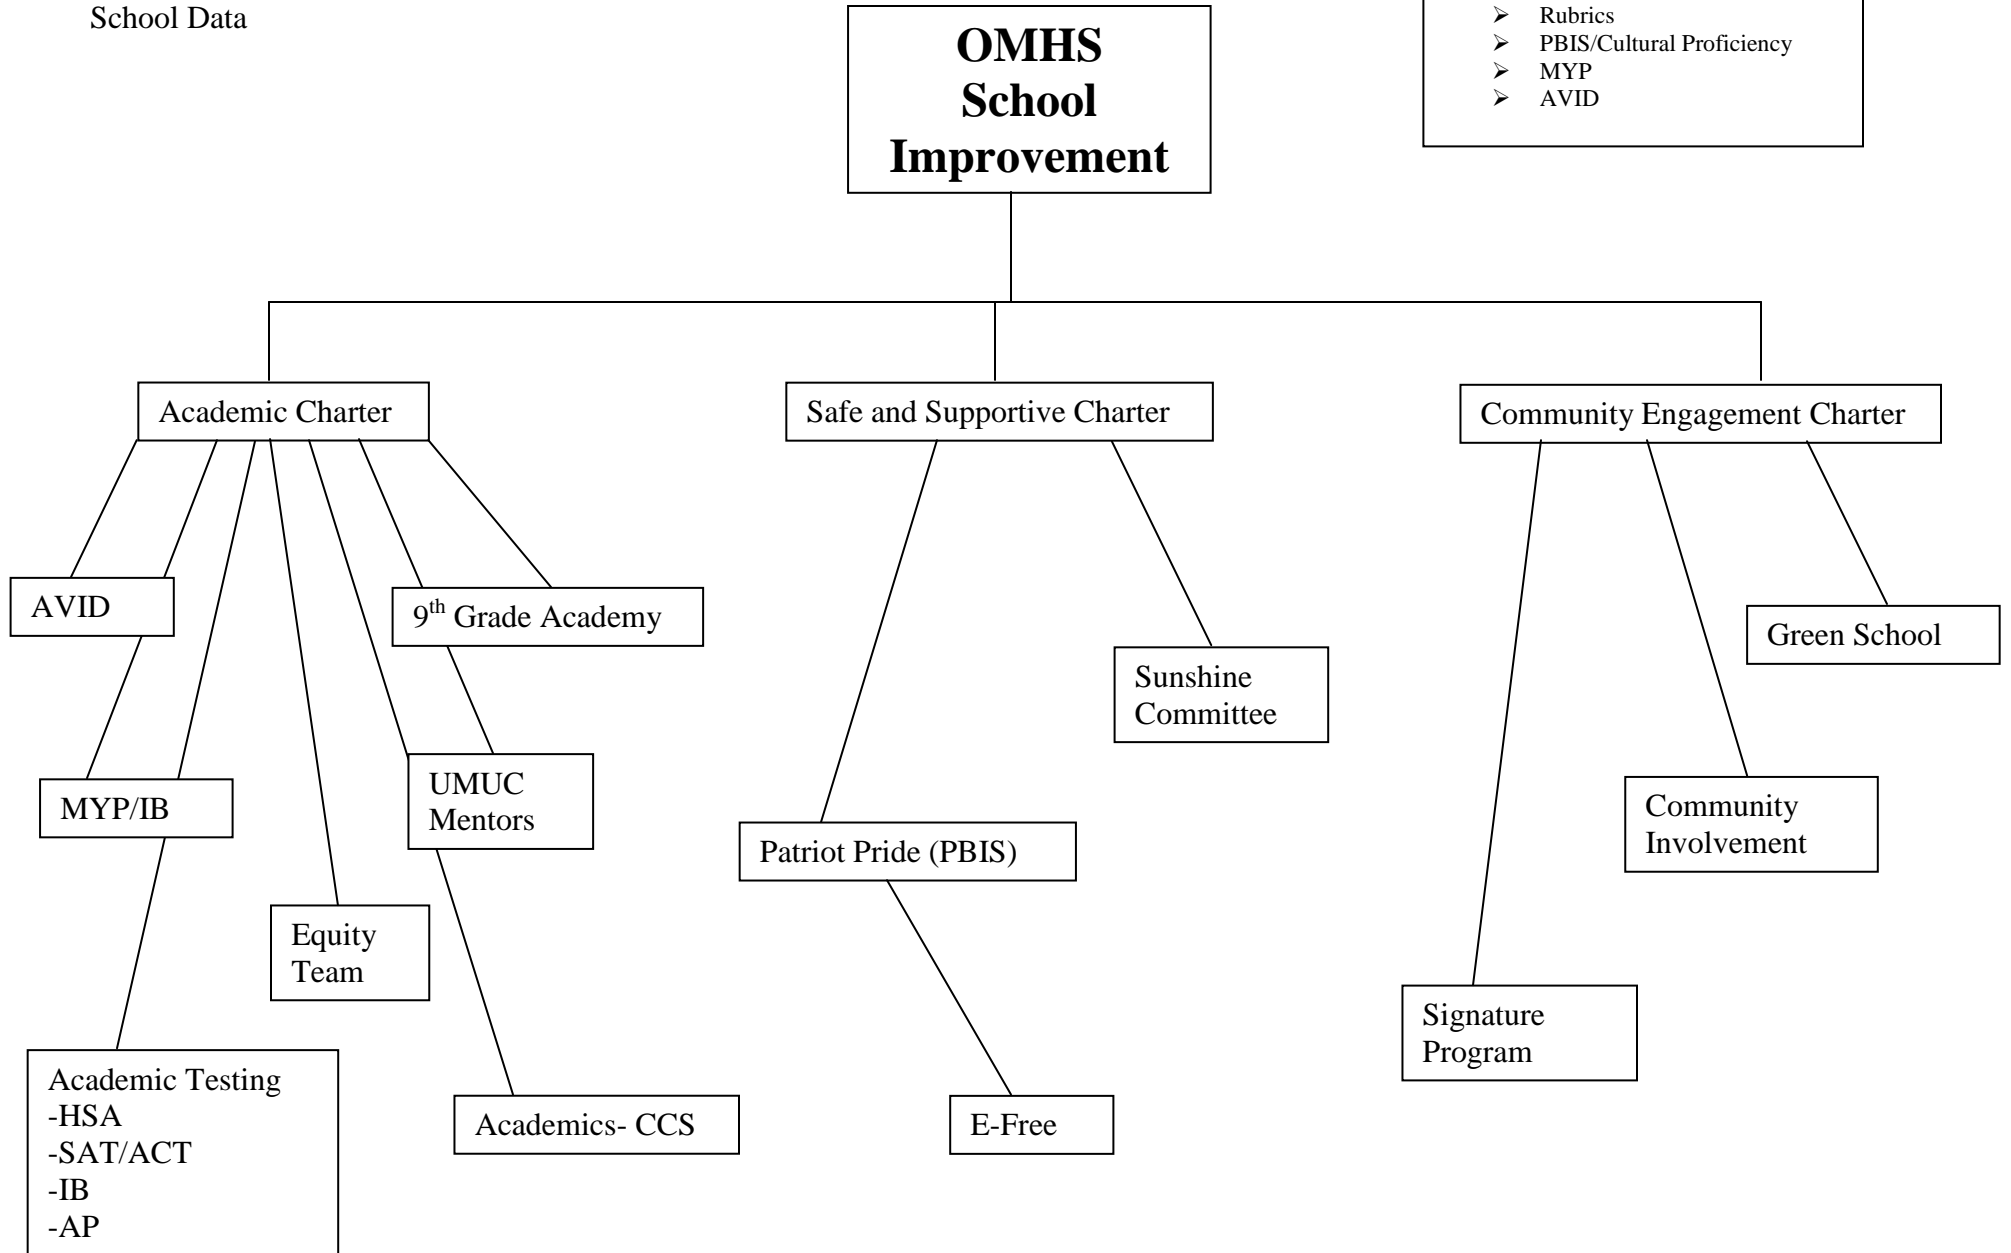 School Data
OMHS
School
Improvement
➢ Rubrics
➢ PBIS/Cultural Proficiency
➢ MYP
➢ AVID
Academic Charter
Safe and Supportive Charter
Community Engagement Charter
AVID
9th Grade Academy
Green School
Sunshine
Committee
MYP/IB
UMUC
Mentors
Patriot Pride (PBIS)
Community
Involvement
Equity
Team
Signature
Program
Academic Testing
-HSA
-SAT/ACT
-IB
-AP
Academics- CCS
E-Free